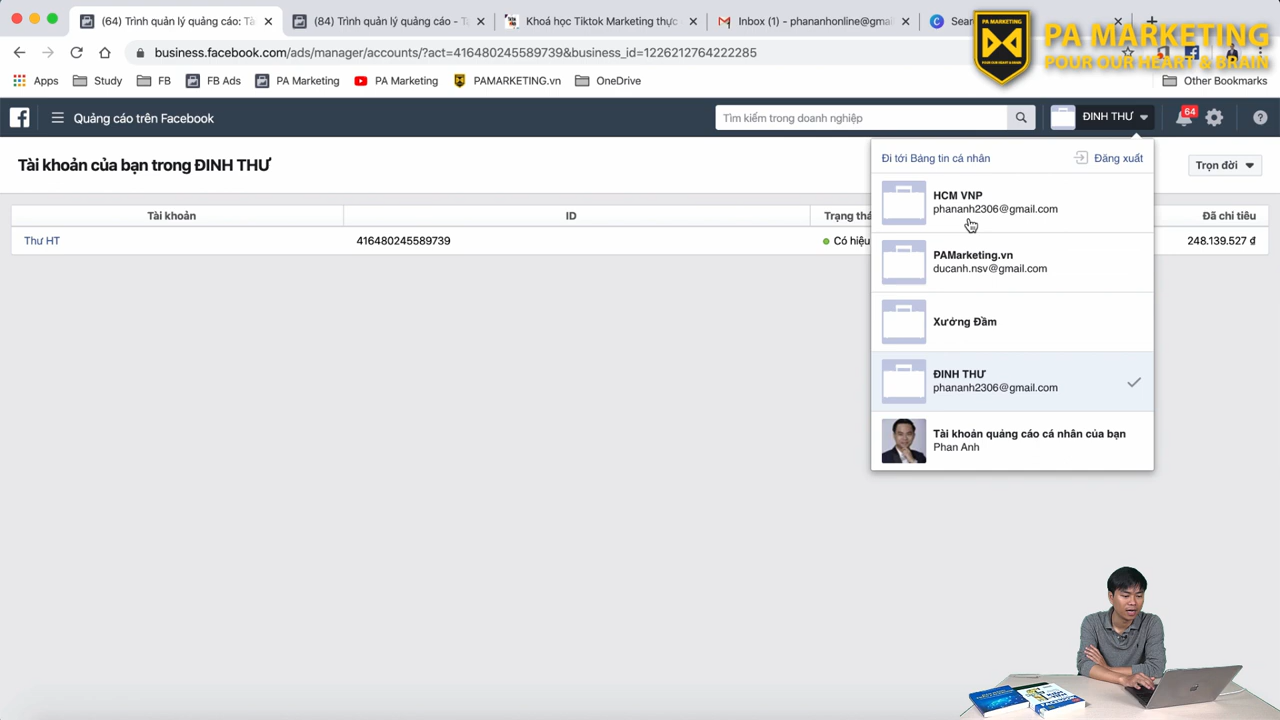 (64) Trình quản lý quảng cáo: Tà
(84) Trình quản lý quảng cáo - T
Khoá học Tiktok Marketing thực
Inbox (1) - phananhonline@gmai
Sear
PA MARKETING
POUR OUR HEART & BRAIN
business.facebook.com/adsmanager/accounts/?act=416480245589739&business_id=1226212764222285
Apps
Study
FB
FB Ads
PA Marketing
PA Marketing
PAMARKETING.vn
OneDrive
Other Bookmarks
Quảng cáo trên Facebook
Tìm kiếm trong doanh nghiệp
ĐINH THƯ
64
Tài khoản của bạn trong ĐINH THƯ
Đi tới Bảng tin cá nhân
Đăng xuất
Trọn đời
Tài khoản
ID
Trạng thá
Đã chi tiêu
Thư HT
416480245589739
Có hiệu
248.139.527 ₫
HCM VNP
phananh2306@gmail.com
PAMarketing.vn
ducanh.nsv@gmail.com
Xưởng Đầm
ĐINH THƯ
phananh2306@gmail.com
Tài khoản quảng cáo cá nhân của bạn
Phan Anh